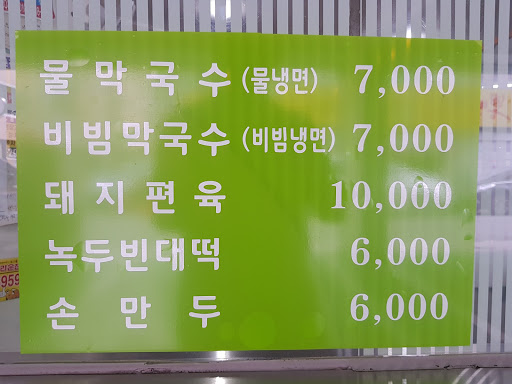 물막국수(물냉면) 7,000
비빔막국수(비빔냉면) 7,000
돼지편육 10,000
녹두빈대떡 6,000
손만두 6,000
959